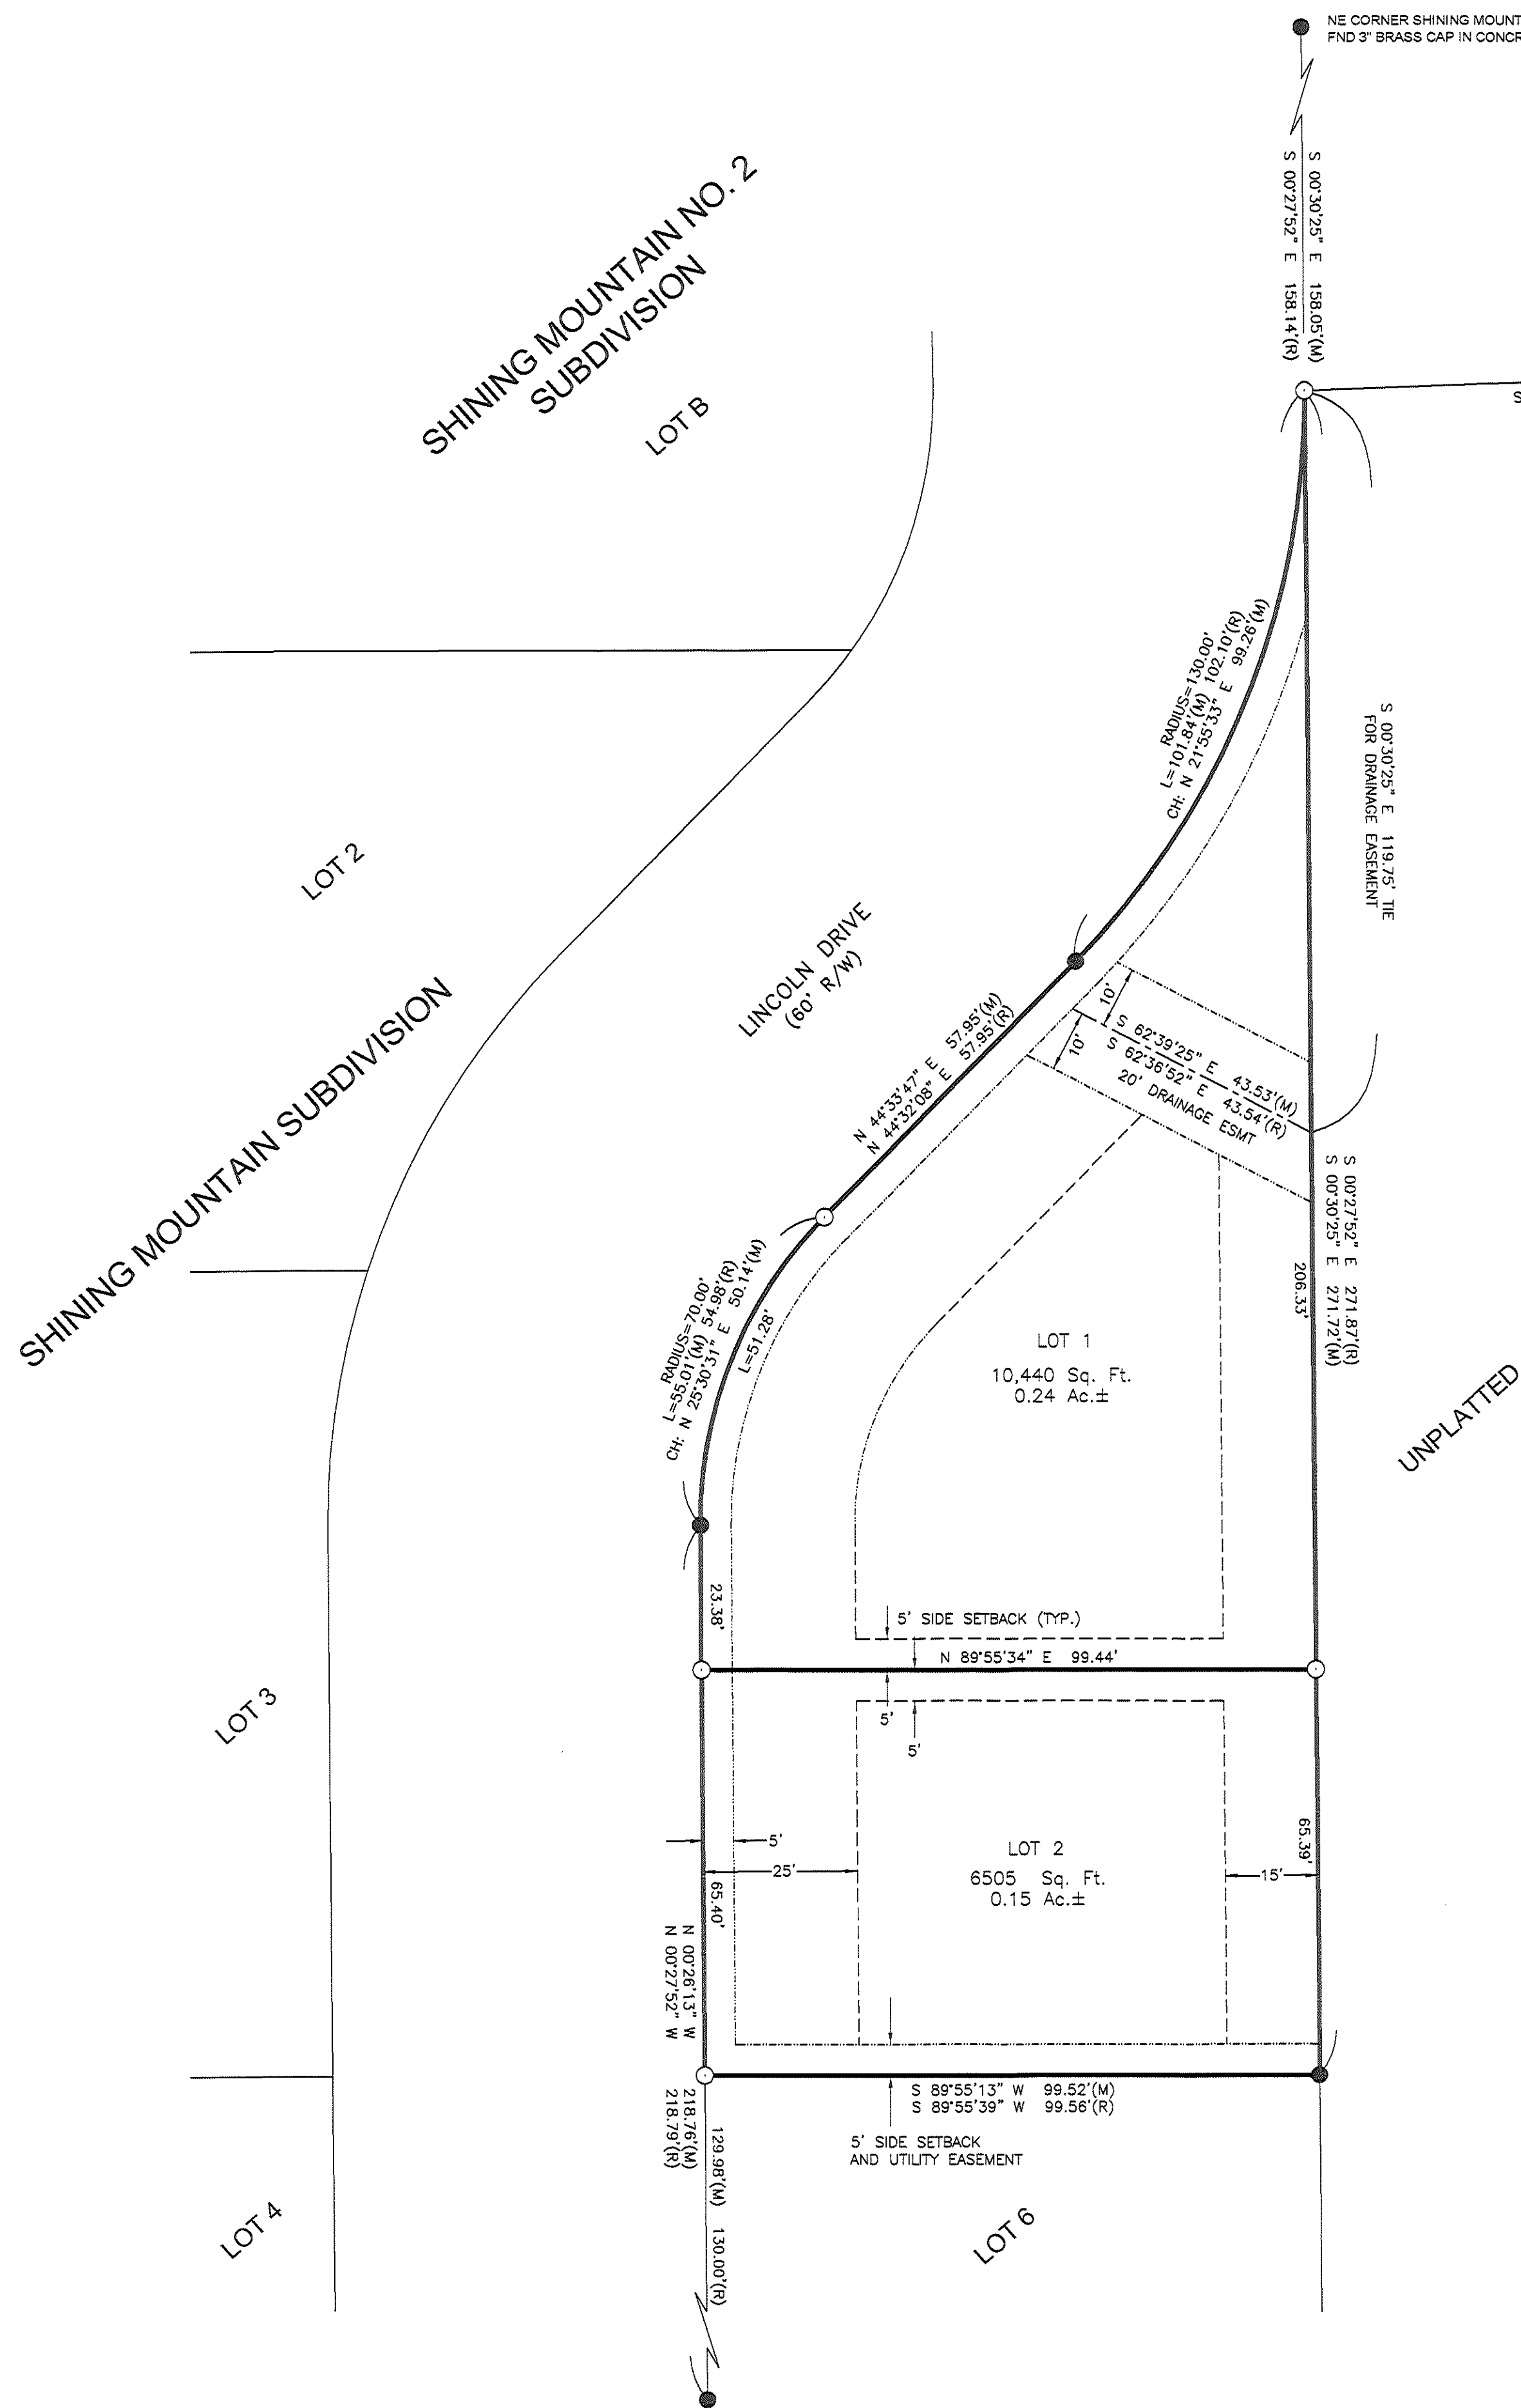 NE CORNER SHINING MOUNT
FND 3" BRASS CAP IN CONCR
S 00°30'25" E 158.05'(M)
S 00°27'52" E 158.14'(R)
SHINING MOUNTAIN NO. 2
SUBDIVISION
LOT B
S
RADIUS=130.00'
L=101.84'(M) 102.10'(R)
CH: N 21°55'33" E 99.26'(M)
S 00°30'25" E 119.75' TIE
FOR DRAINAGE EASEMENT
LOT 2
LINCOLN DRIVE
(60' R/W)
SHINING MOUNTAIN SUBDIVISION
N 44°33'47" E 57.95'(M)
N 44°32'08" E 57.95'(R)
10'
10'
S 62°39'25" E 43.53'(M)
S 62°36'52" E 43.54'(R)
20' DRAINAGE ESMT
S 00°27'52" E 271.87'(R)
S 00°30'25" E 271.72'(M)
206.33'
RADIUS=70.00'
L=55.01'(M) 54.98'(R)
CH: N 25°30'31" E 50.14'(M)
L=51.28'
LOT 1
10,440 Sq. Ft.
0.24 Ac.±
UNPLATTED
23.38'
5' SIDE SETBACK (TYP.)
N 89°55'34" E 99.44'
LOT 3
5'
5'
5'
25'
LOT 2
6505 Sq. Ft.
0.15 Ac.±
15'
65.39'
65.40'
N 00°26'13" W
N 00°27'52" W
218.76'(M)
218.79'(R)
S 89°55'13" W 99.52'(M)
S 89°55'39" W 99.56'(R)
5' SIDE SETBACK
AND UTILITY EASEMENT
129.98'(M) 130.00'(R)
LOT 4
LOT 6